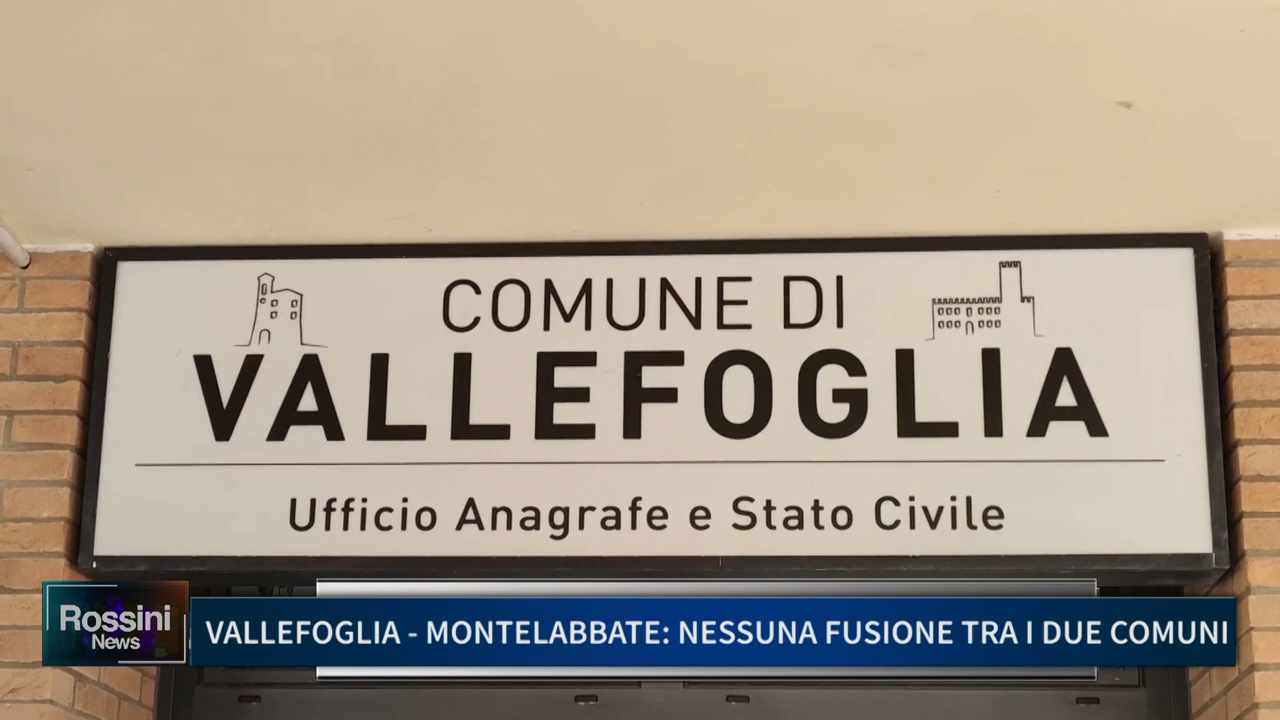 COMUNE DI
VALLEFOGLIA
Ufficio Anagrafe e Stato Civile
Rossini
News
VALLEFOGLIA - MONTELABBATE: NESSUNA FUSIONE TRA I DUE COMUNI